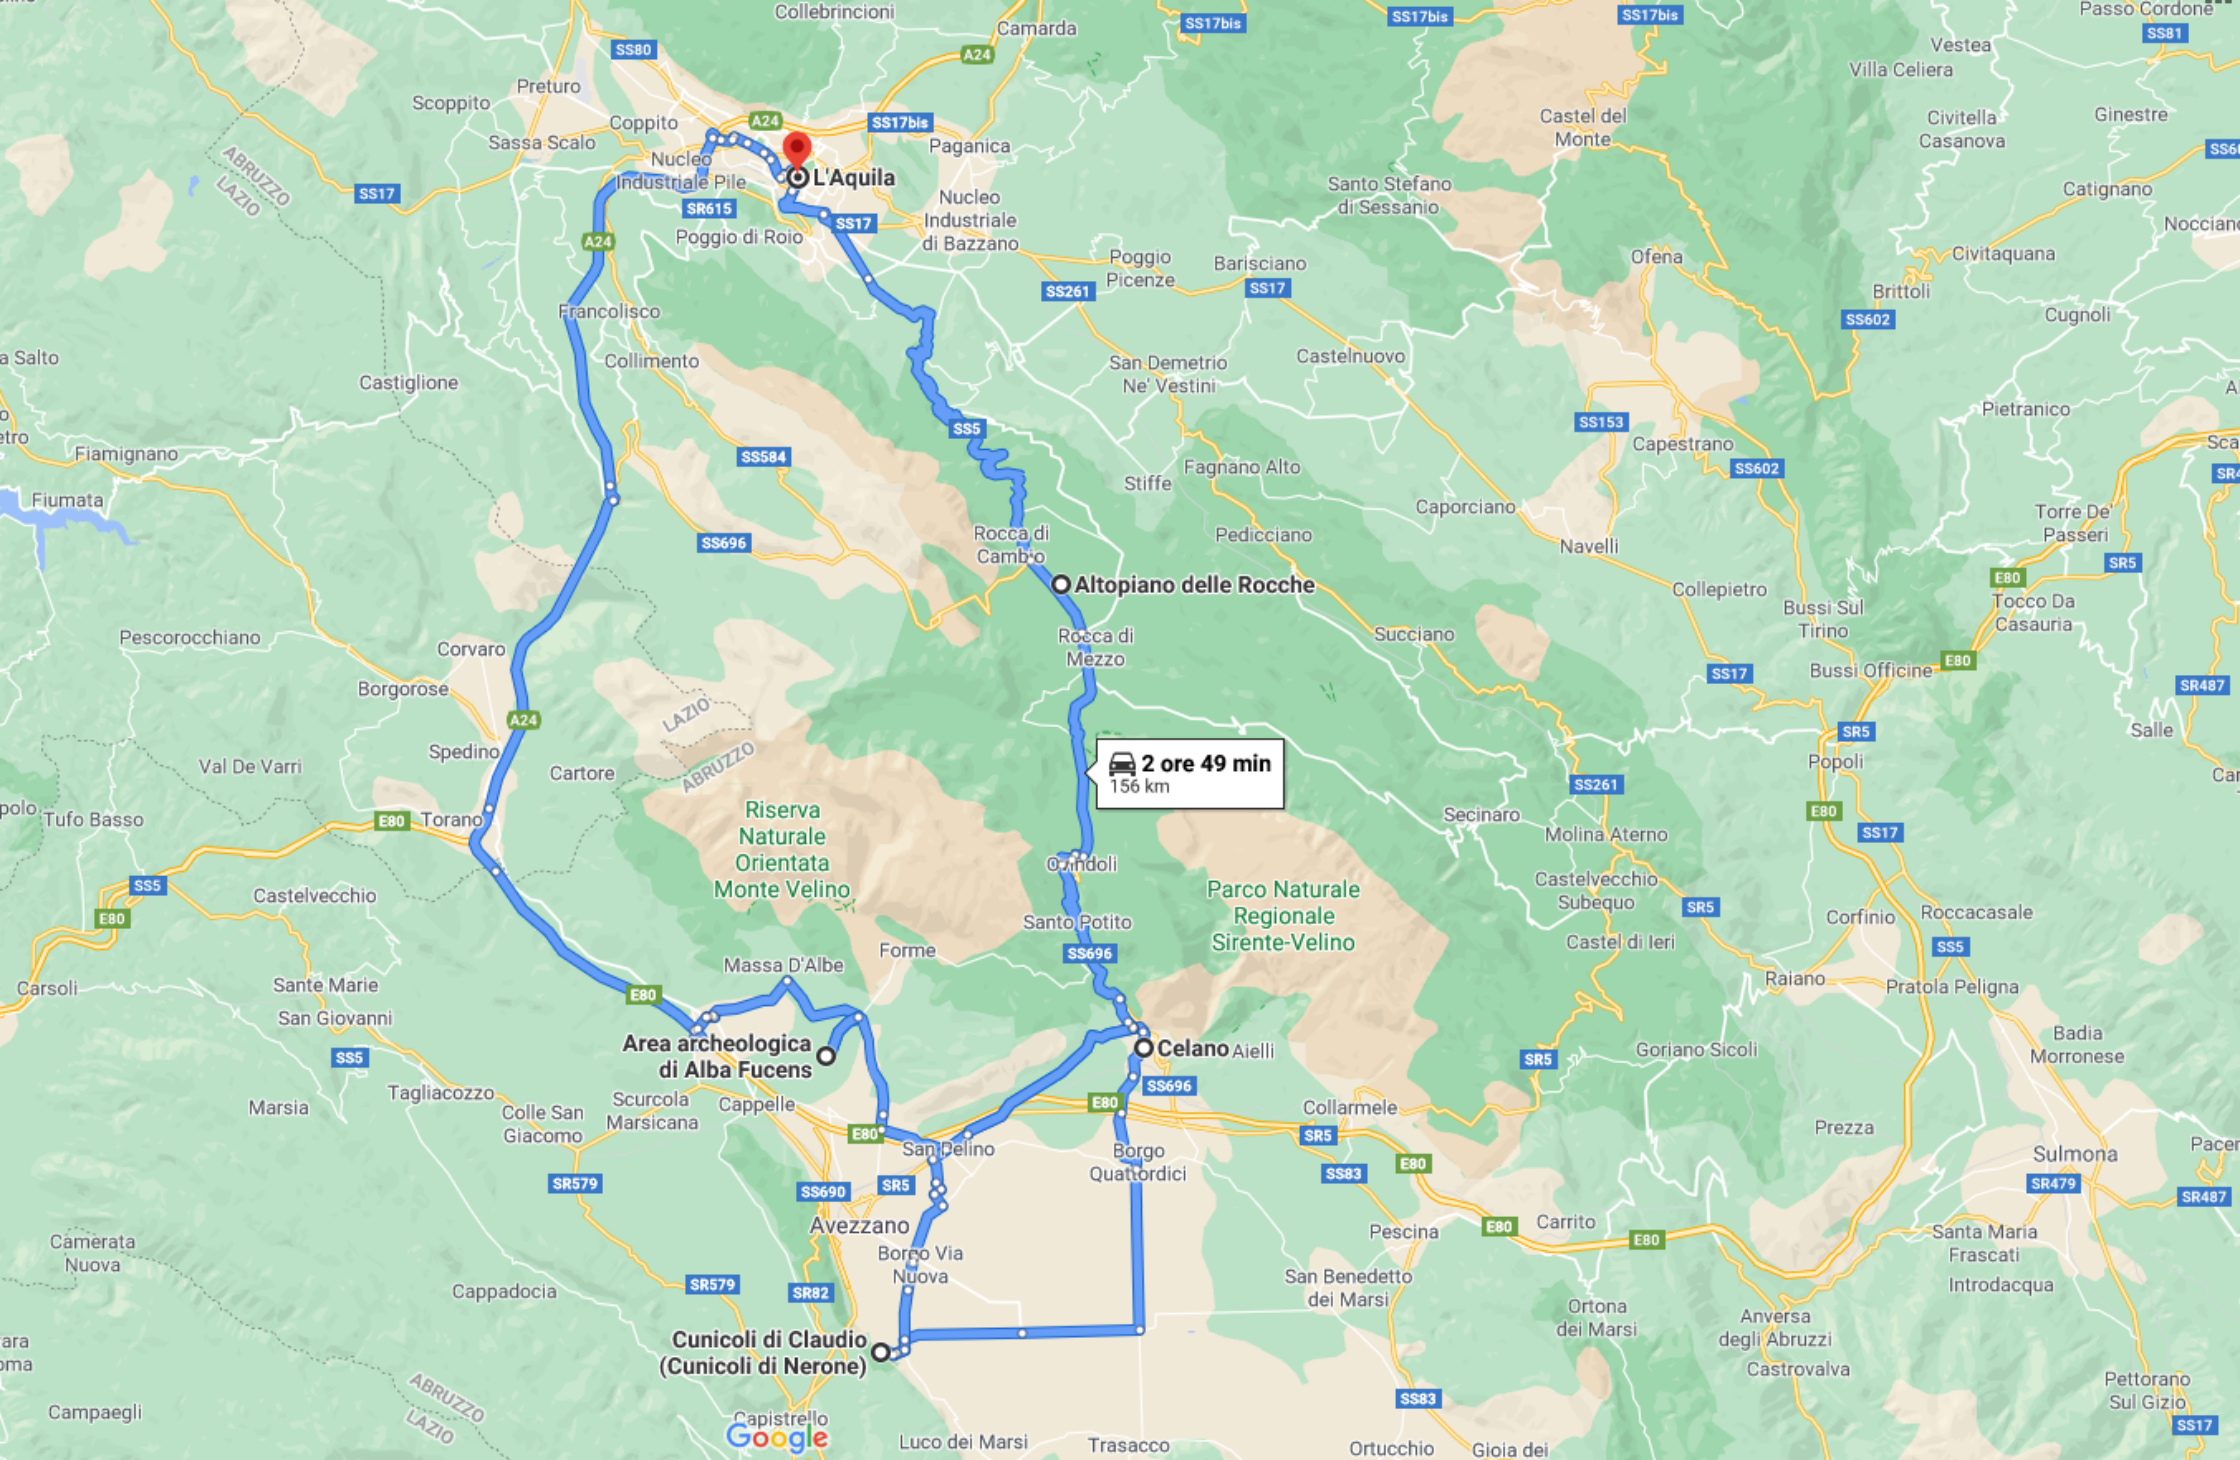 Collebrincioni
SS17bis
SS17bis
SS17bis
Passo Cordone
SS81
Camarda
A24
SS80
Vestea
Villa Celiera
Preturo
Scoppito
Coppito
A24
SS17bis
Castel del
Monte
Civitella
Casanova
Ginestre
Sassa Scalo
Paganica
Nucleo
Industriale Pile
L'Aquila
ABRUZZO
LAZIO
SS17
Santo Stefano
di Sessanio
Catignano
SR615
SS17
Nucleo
Industriale
di Bazzano
Poggio di Roio
A24
Poggio
Picenze
Barisciano
SS17
SS261
Ofena
Civitaquana
Brittoli
SS602
Cugnoli
Francolisco
a Salto
Collimento
Castiglione
San Demetrio
Ne' Vestini
Castelnuovo
Pietranico
SS153
SS5
Capestrano
SS602
Fiamignano
SS584
Fagnano Alto
Stiffe
Fiumata
Caporciano
Torre De'
Passeri
SS696
Rocca di
Cambio
Pedicciano
Navelli
SR5
E80
Altopiano delle Rocche
Collepietro
Bussi Sul
Tirino
Tocco Da
Casauria
Pescorocchiano
Corvaro
Rocca di
Mezzo
Succiano
E80
SS17
Bussi Officine
SR487
Borgorose
LAZIO
ABRUZZO
A24
SR5
Salle
Spedino
Val De Varri
Cartore
2 ore 49 min
156 km
Popoli
SS261
E80
Tufo Basso
E80
Torano
Riserva
Naturale
Orientata
Monte Velino
Secinaro
Molina Aterno
SS17
Ovindoli
SS5
Castelvecchio
E80
Parco Naturale
Regionale
Sirente-Velino
Castelvecchio
Subequo
SR5
Corfinio
Roccacasale
Santo Potito
Castel di Ieri
SS5
SS696
Forme
Massa D'Albe
Carsoli
Sante Marie
E80
Raiano
Pratola Peligna
San Giovanni
Area archeologica
di Alba Fucens
Celano
Aielli
Badia
Morronese
SS5
SR5
Goriano Sicoli
SS696
Tagliacozzo
Marsia
Colle San
Giacomo
Scurcola
Marsicana
Cappelle
E80
Collarmele
E80
SR5
Prezza
San Pelino
Borgo
Quattordici
Sulmona
E80
SS83
SR579
SS690
SR5
SR479
SR487
Avezzano
E80
Carrito
E80
Pescina
Santa Maria
Frascati
Camerata
Nuova
Borgo Via
Nuova
Cappadocia
SR579
SR82
San Benedetto
dei Marsi
Introdacqua
Ortona
dei Marsi
Anversa
degli Abruzzi
Cunicoli di Claudio
(Cunicoli di Nerone)
Castrovalva
ABRUZZO
LAZIO
Pettorano
Sul Gizio
SS83
SS17
Campaegli
Capistrello
Google
Luco dei Marsi
Trasacco
Ortucchio
Gioia dei